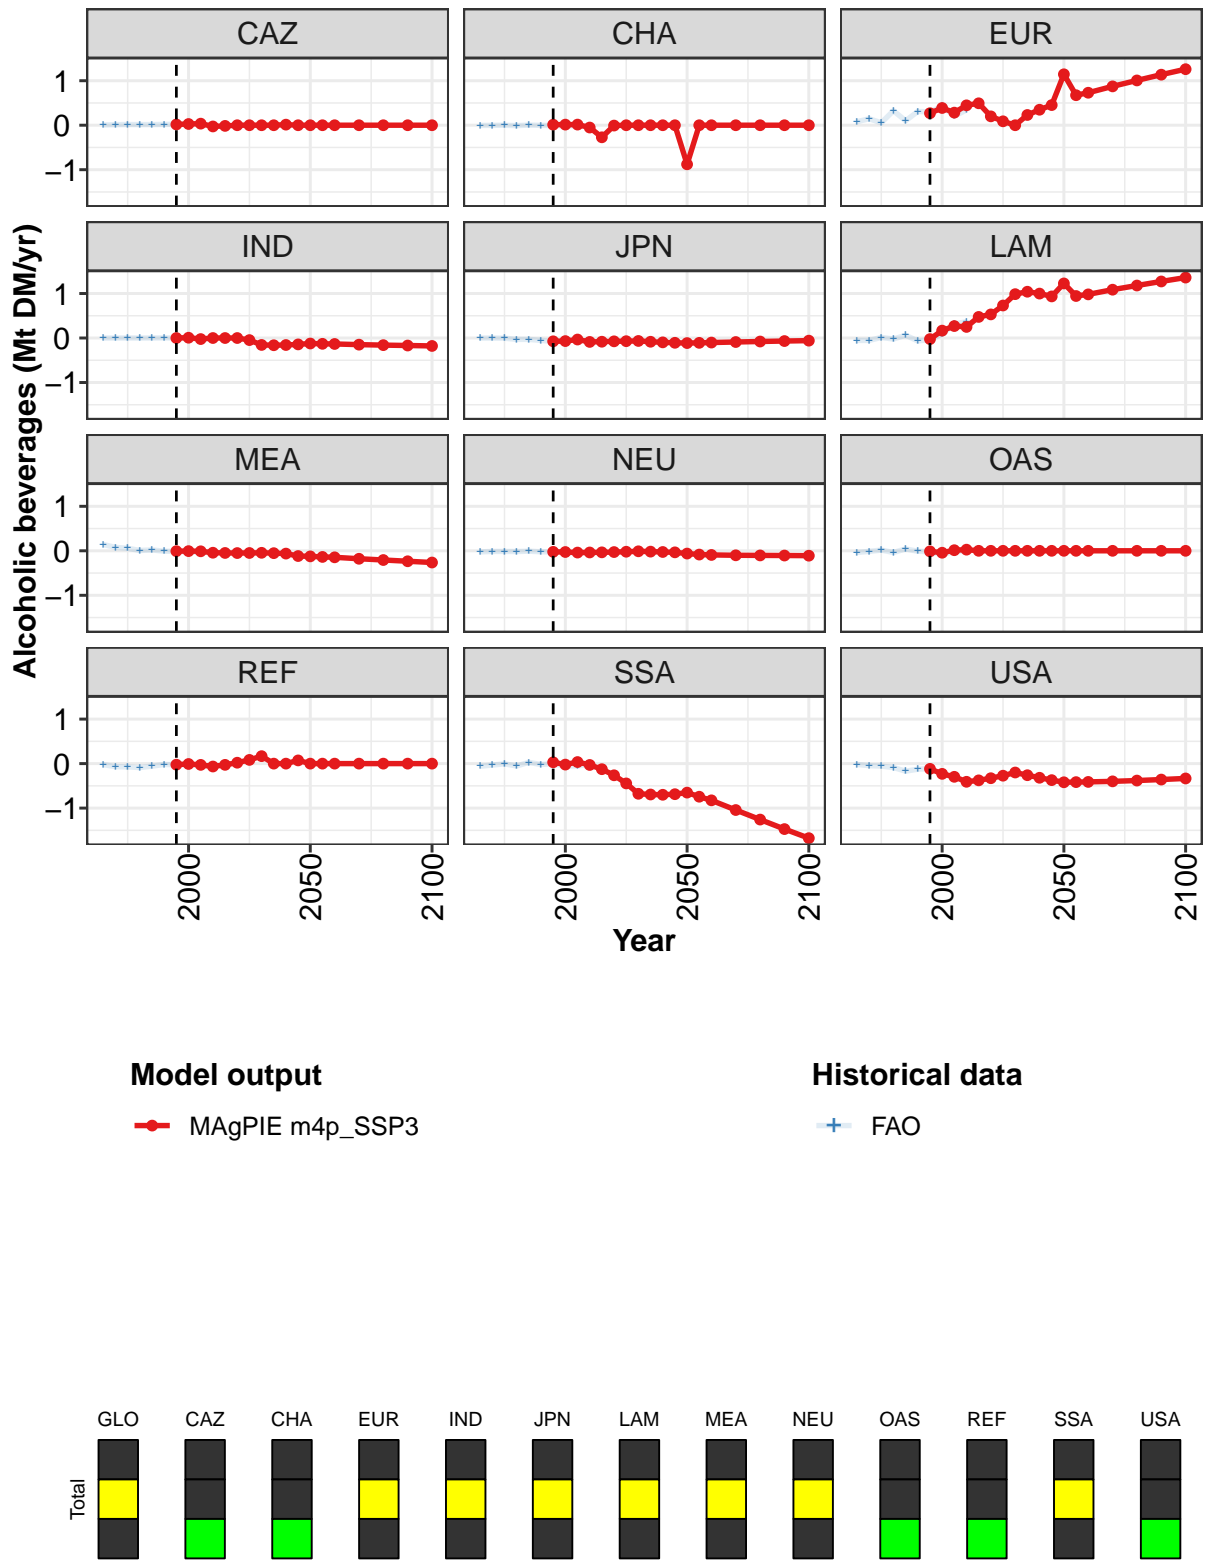 CAZ CHA EUR
1
0
−1
IND JPN LAM
1
0
−1
MEA NEU OAS
1
0
−1
REF SSA USA
1
0
−1
Alcoholic beverages (Mt DM/yr)
2000 2050 2100 2000 2050 2100 2000 2050 2100
Year
Model output Historical data
MAgPIE m4p_SSP3 FAO
GLO CAZ CHA EUR IND JPN LAM MEA NEU OAS REF SSA USA
Total